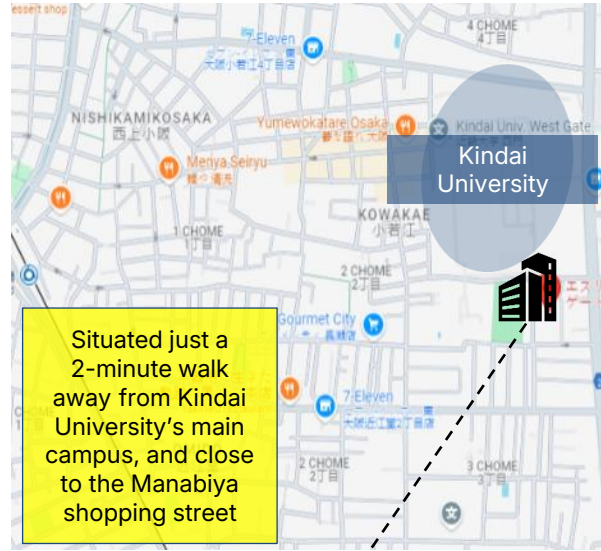 dessert shop
4 CHOME
4丁目
7-Eleven
大阪小若江4丁目店
NISHIKAMIKOSAKA
西上小阪
Yumewokatare Osaka
夢を語れ大阪
Kindai Univ. West Gate
Kindai
University
Menya Seiryu
KOWAKAE
小若江
1 CHOME
1丁目
2 CHOME
2丁目
Gourmet City
Situated just a
2-minute walk
away from Kindai
University’s main
campus, and close
to the Manabiya
shopping street
7-Eleven
大阪近江堂2丁目店
2 CHOME
2丁目
3 CHOME
3丁目